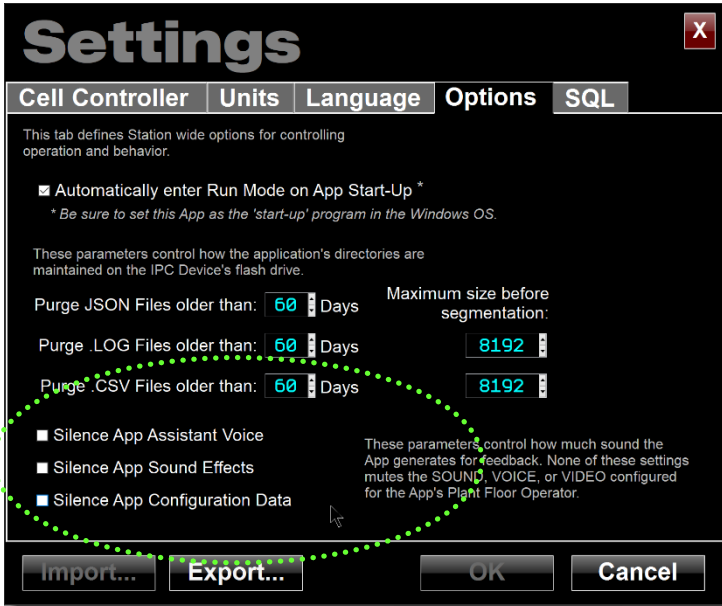 Settings
X
Cell Controller Units Language Options SQL
This tab defines Station wide options for controlling
operation and behavior.
Automatically enter Run Mode on App Start-Up *
* Be sure to set this App as the 'start-up' program in the Windows OS.
These parameters control how the application's directories are
maintained on the IPC Device's flash drive.
Maximum size before
segmentation:
Purge JSON Files older than: 60 Days
Purge .LOG Files older than: 60 Days 8192
Purge .CSV Files older than: 60 Days 8192
Silence App Assistant Voice
Silence App Sound Effects
Silence App Configuration Data
These parameters control how much sound the
App generates for feedback. None of these settings
mutes the SOUND, VOICE, or VIDEO configured
for the App's Plant Floor Operator.
Import... Export... OK Cancel